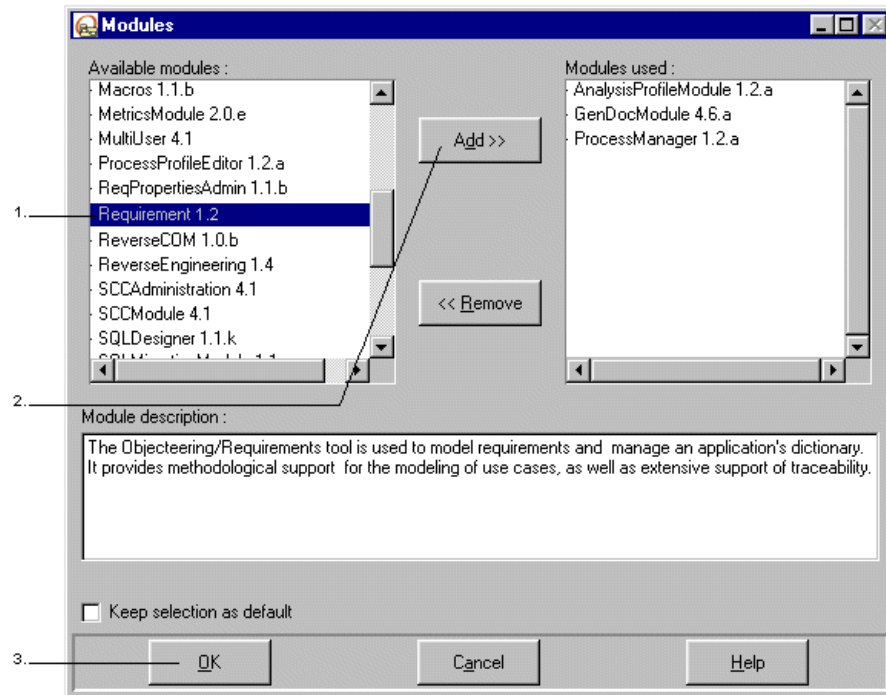 Modules
Available modules :
Macros 1.1.b
MetricsModule 2.0.e
MultiUser 4.1
ProcessProfileEditor 1.2.a
ReqPropertiesAdmin 1.1.b
1.
Requirement 1.2
ReverseCOM 1.0.b
ReverseEngineering 1.4
SCCAdministration 4.1
SCCModule 4.1
SQLDesigner 1.1.k
Add >>
<< Remove
Modules used :
AnalysisProfileModule 1.2.a
GenDocModule 4.6.a
ProcessManager 1.2.a
2.
Module description :
The Objecteering/Requirements tool is used to model requirements and manage an application's dictionary.
It provides methodological support for the modeling of use cases, as well as extensive support of traceability.
Keep selection as default
3.
OK
Cancel
Help